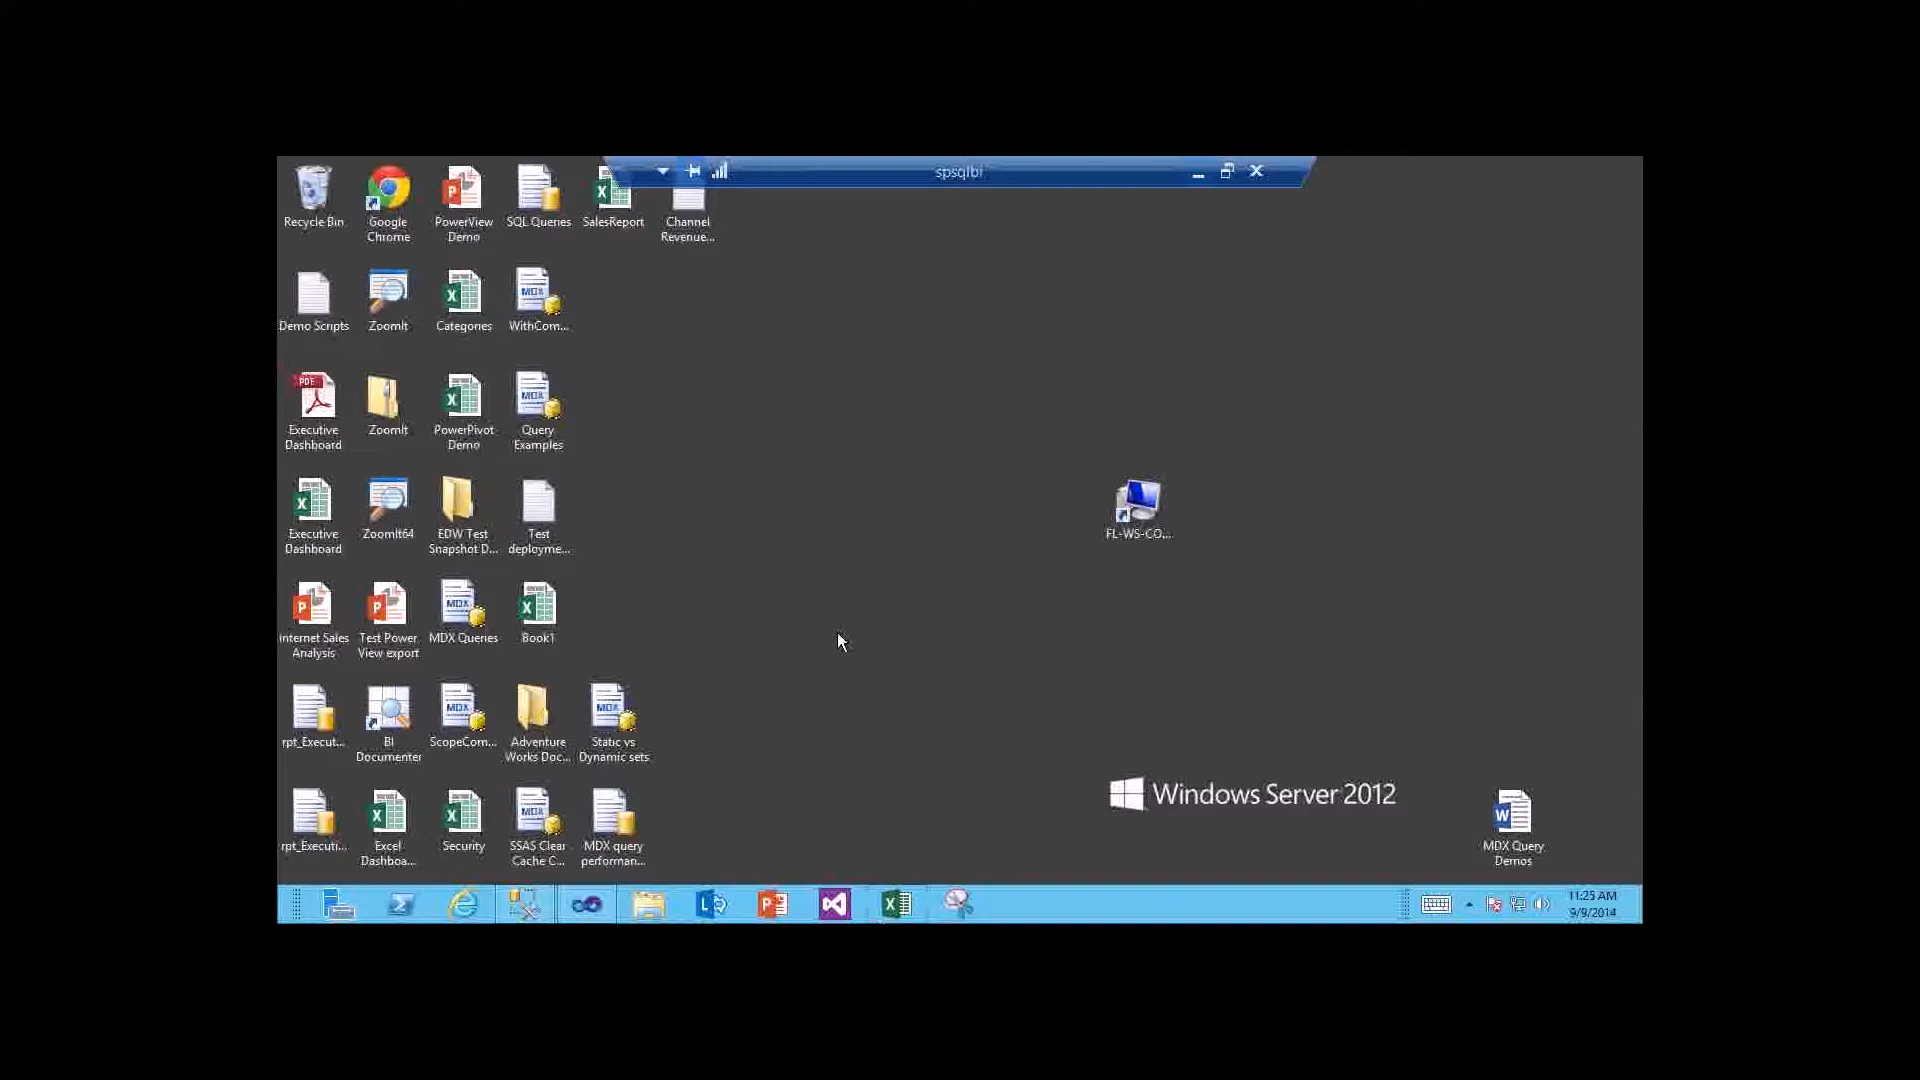 spsqlbi
Recycle Bin
Google
Chrome
PowerView
Demo
SQL Queries
SalesReport
Channel
Revenue...
Demo Scripts
ZoomIt
Categories
WithCom...
PDF
Executive
Dashboard
ZoomIt
PowerPivot
Demo
Query
Examples
Executive
Dashboard
ZoomIt64
EDW Test
Snapshot D...
Test
deployme...
FL-WS-CO...
Internet Sales
Analysis
Test Power
View export
MDX Queries
Book1
rpt_Execut...
BI
Documenter
ScopeCom...
Adventure
Works Doc...
Static vs
Dynamic sets
rpt_Executi...
Excel
Dashboa...
Security
SSAS Clear
Cache C...
MDX query
performan...
Windows Server 2012
MDX Query
Demos
11:25 AM
9/9/2014